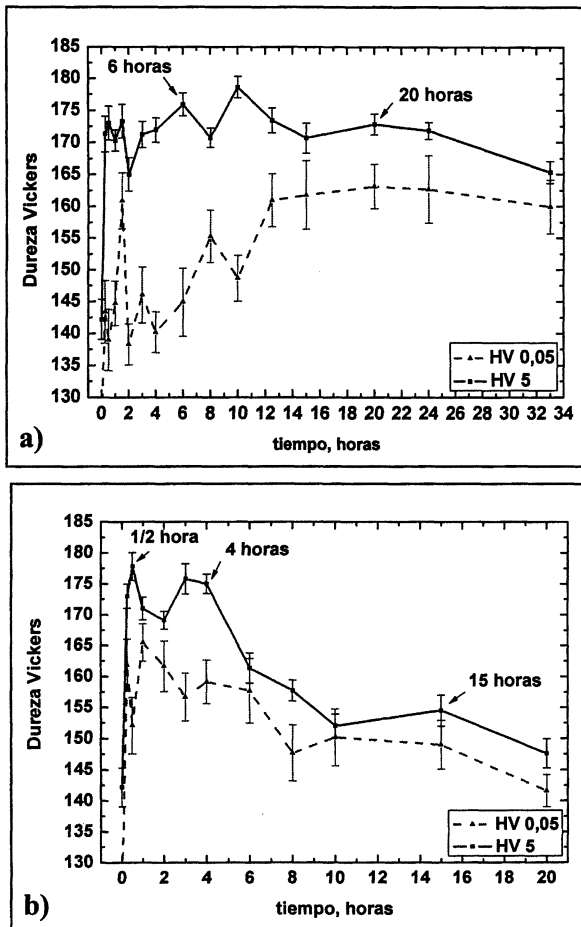 185
180
175
170
165
160
155
150
145
140
135
130
Dureza Vickers
6 horas
20 horas
HV 0,05
HV 5
0 2 4 6 8 10 12 14 16 18 20 22 24 26 28 30 32 34
tiempo, horas
a)
185
180
175
170
165
160
155
150
145
140
135
130
Dureza Vickers
1/2 hora
4 horas
15 horas
HV 0,05
HV 5
0 2 4 6 8 10 12 14 16 18 20
tiempo, horas
b)